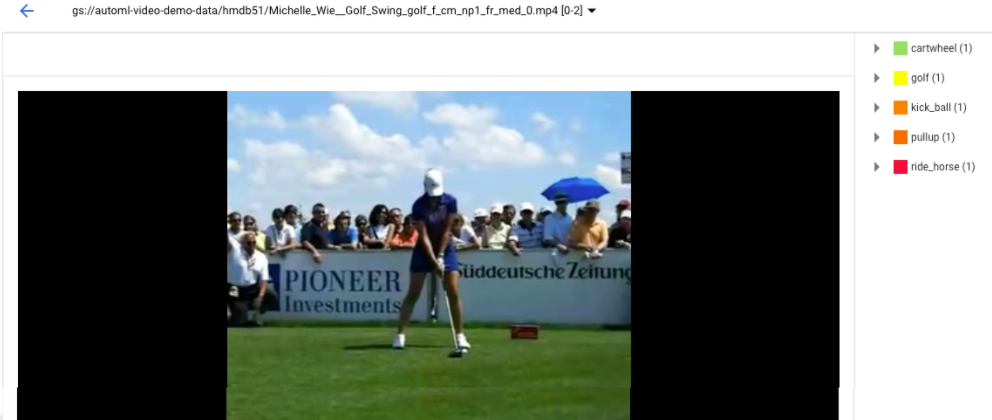 gs://automl-video-demo-data/hmdb51/Michelle_Wie__Golf_Swing_golf_f_cm_np1_fr_med_0.mp4 [0-2]
cartwheel (1)
golf (1)
kick_ball (1)
pullup (1)
ride_horse (1)
PIONEER
Investments
Süddeutsche Zeitung